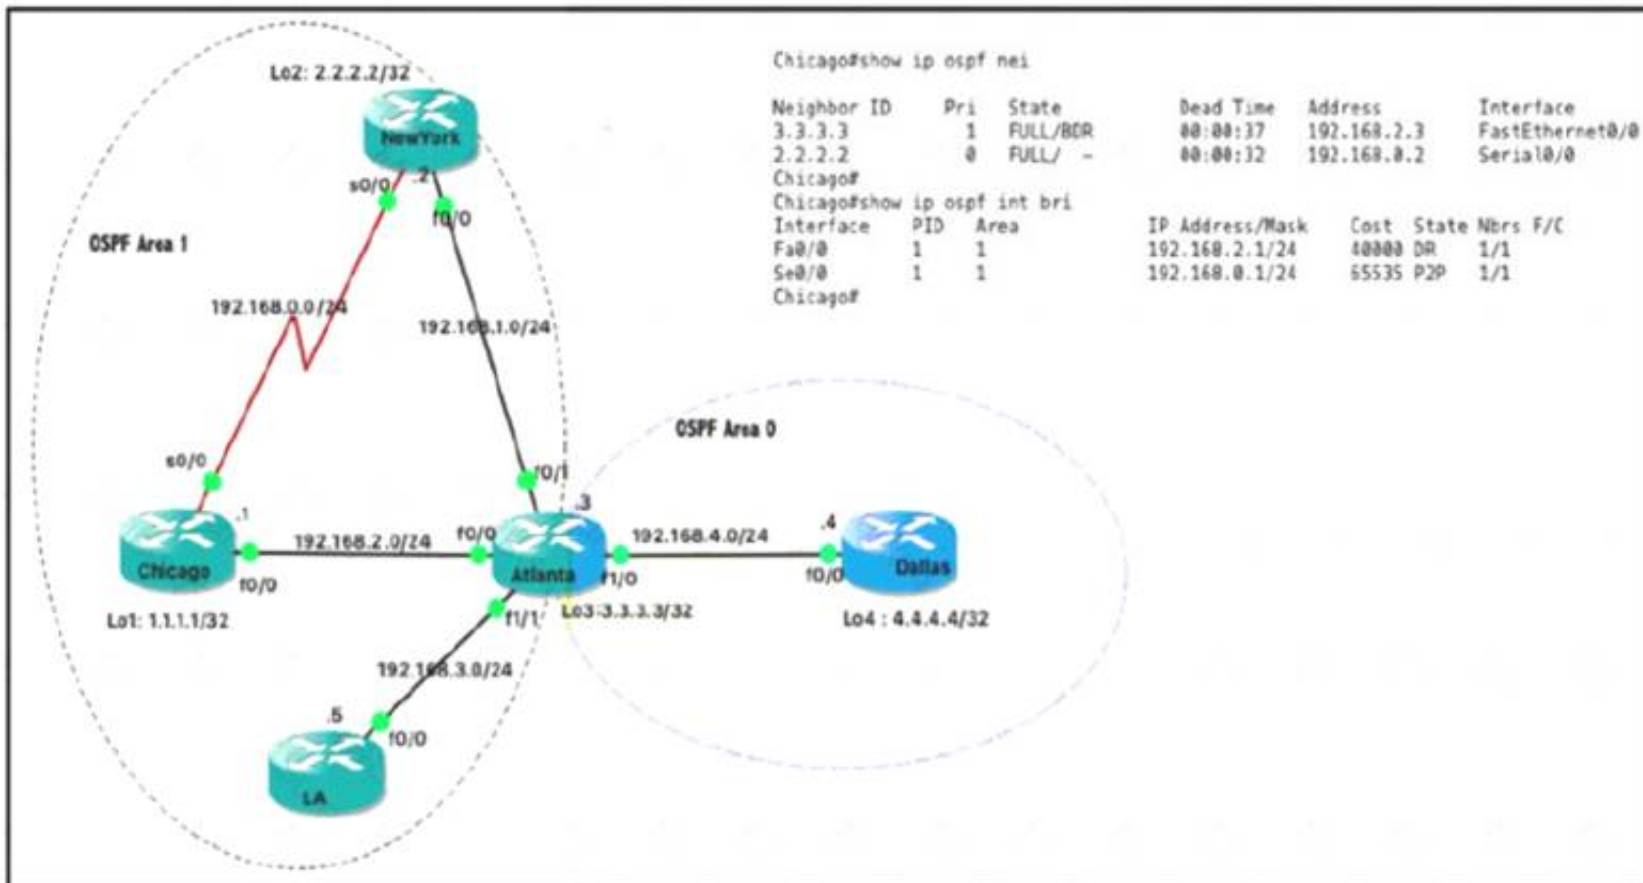 Lo2: 2.2.2.2/32
NewYork
s0/0
.2
f0/0
OSPF Area 1
192.168.0.0/24
192.168.1.0/24
s0/0
.1
Chicago
f0/0
Lo1: 1.1.1.1/32
192.168.2.0/24
f0/0
f0/1
.3
Atlanta
f1/0
f1/1
Lo3:3.3.3.3/32
192.168.3.0/24
.5
f0/0
LA
OSPF Area 0
192.168.4.0/24
.4
f0/0
Dallas
Lo4 : 4.4.4.4/32
Chicago#show ip ospf nei
Neighbor ID Pri State Dead Time Address Interface
3.3.3.3 1 FULL/BDR 00:00:37 192.168.2.3 FastEthernet0/0
2.2.2.2 0 FULL/ - 00:00:32 192.168.0.2 Serial0/0
Chicago#
Chicago#show ip ospf int bri
Interface PID Area IP Address/Mask Cost State Nbrs F/C
Fa0/0 1 1 192.168.2.1/24 40000 DR 1/1
Se0/0 1 1 192.168.0.1/24 65535 P2P 1/1
Chicago#